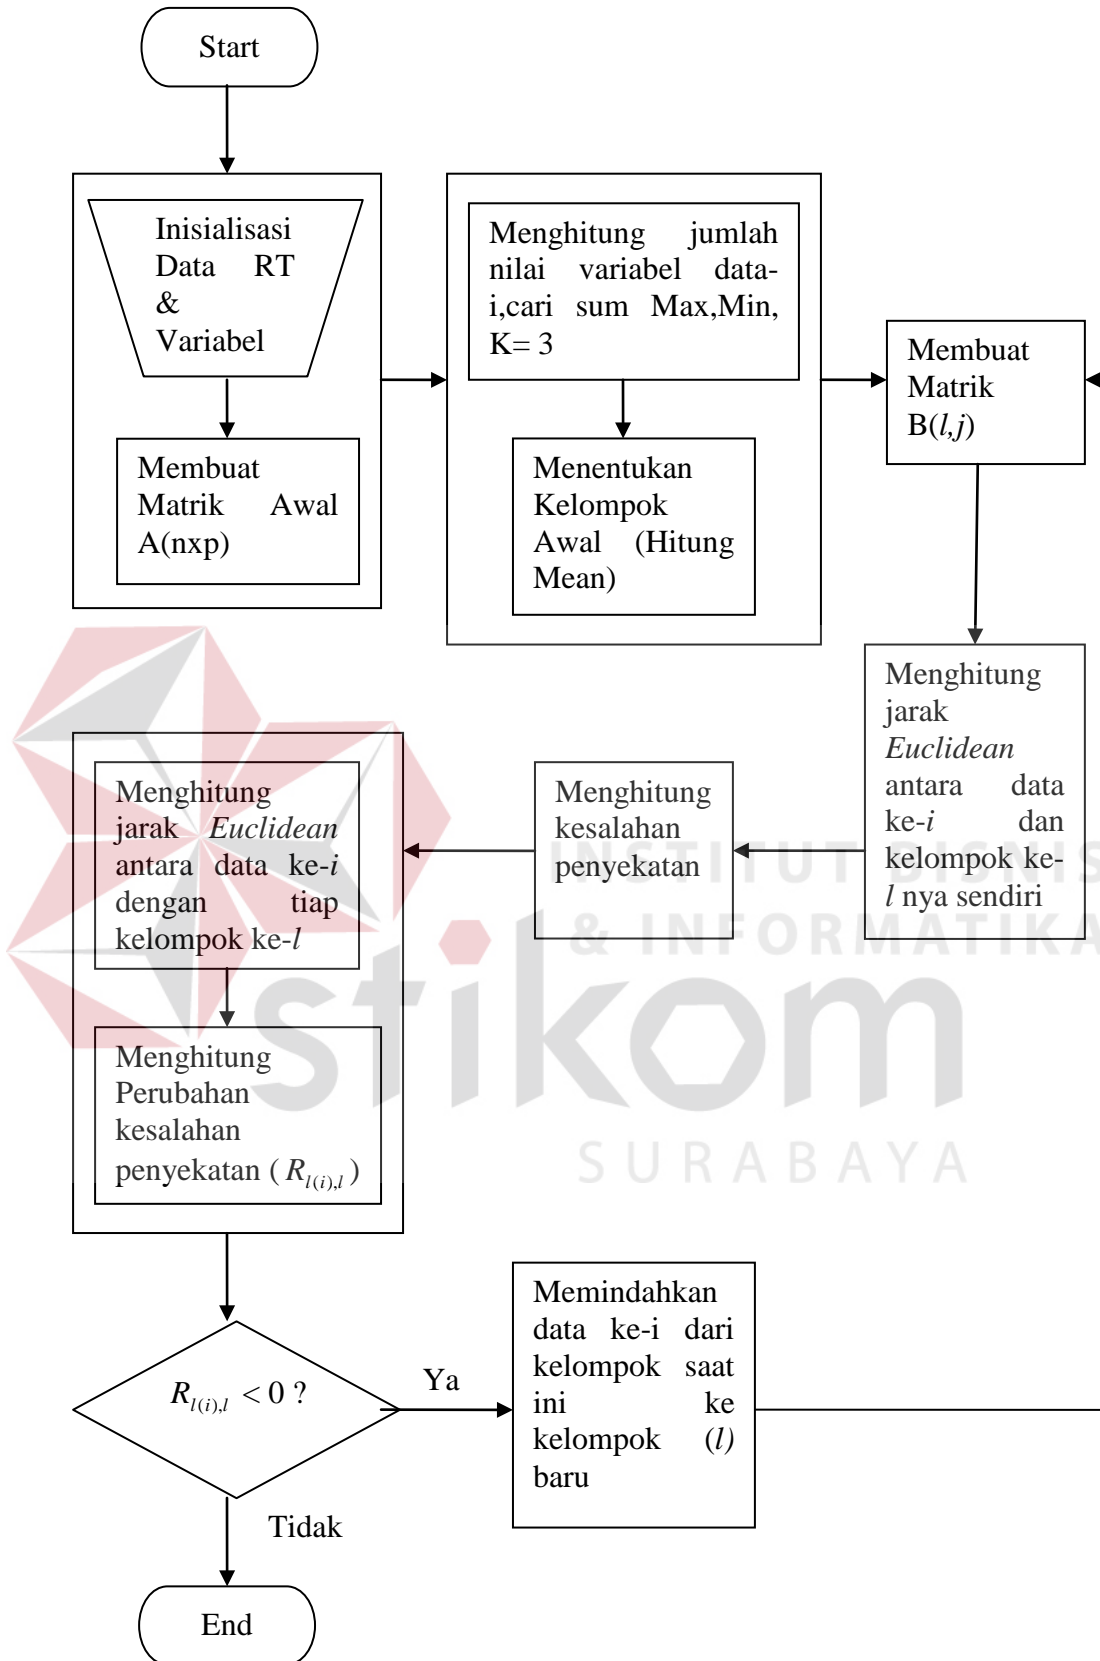 Start
Inisialisasi
Data RT
&
Variabel
Membuat
Matrik Awal
A(nxp)
Menghitung jumlah
nilai variabel data-
i,cari sum Max,Min,
K= 3
Menentukan
Kelompok
Awal (Hitung
Mean)
Membuat
Matrik
B(l,j)
Menghitung
jarak
Euclidean
antara data
ke-i dan
kelompok ke-
l nya sendiri
Menghitung
kesalahan
penyekatan
Menghitung
jarak Euclidean
antara data ke-i
dengan tiap
kelompok ke-l
Menghitung
Perubahan
kesalahan
penyekatan ( R_{l(i),l} )
R_{l(i),l} < 0 ?
Ya
Memindahkan
data ke-i dari
kelompok saat
ini ke
kelompok (l)
baru
Tidak
End
INSTITUT BISNIS
& INFORMATIKA
stikom
SURABAYA